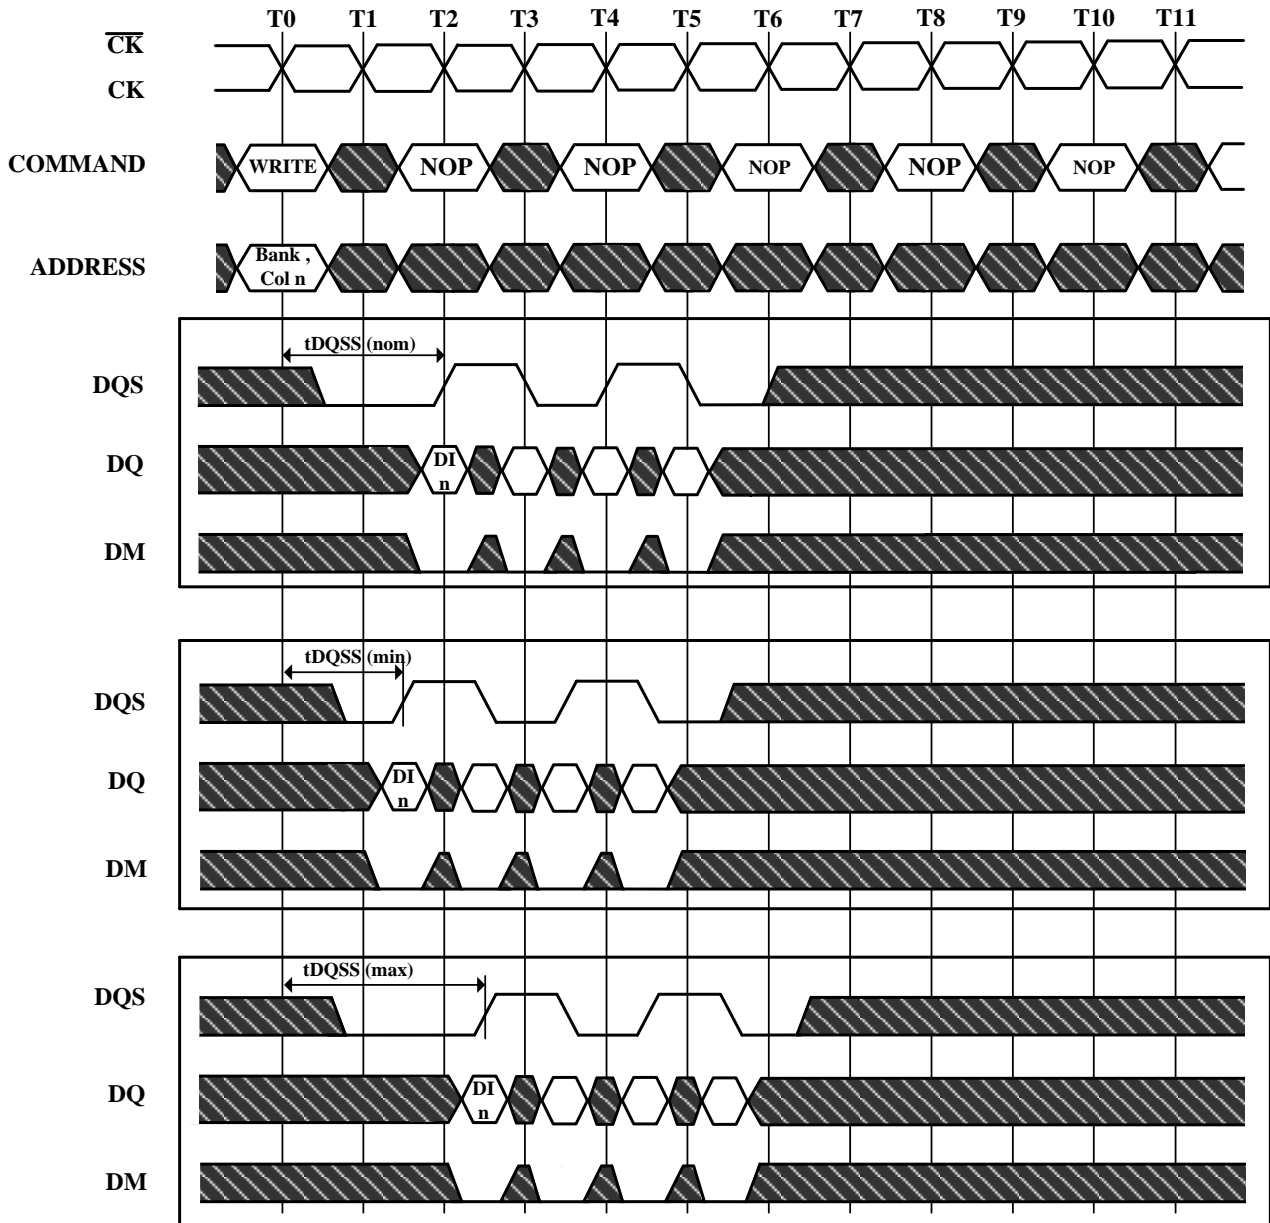 T0 T1 T2 T3 T4 T5 T6 T7 T8 T9 T10 T11
CK
CK
COMMAND WRITE NOP NOP NOP NOP NOP
ADDRESS Bank ,
Col n
tDQSS (nom)
DQS
DQ DI
n
DM
tDQSS (min)
DQS
DQ DI
n
DM
tDQSS (max)
DQS
DQ DI
n
DM